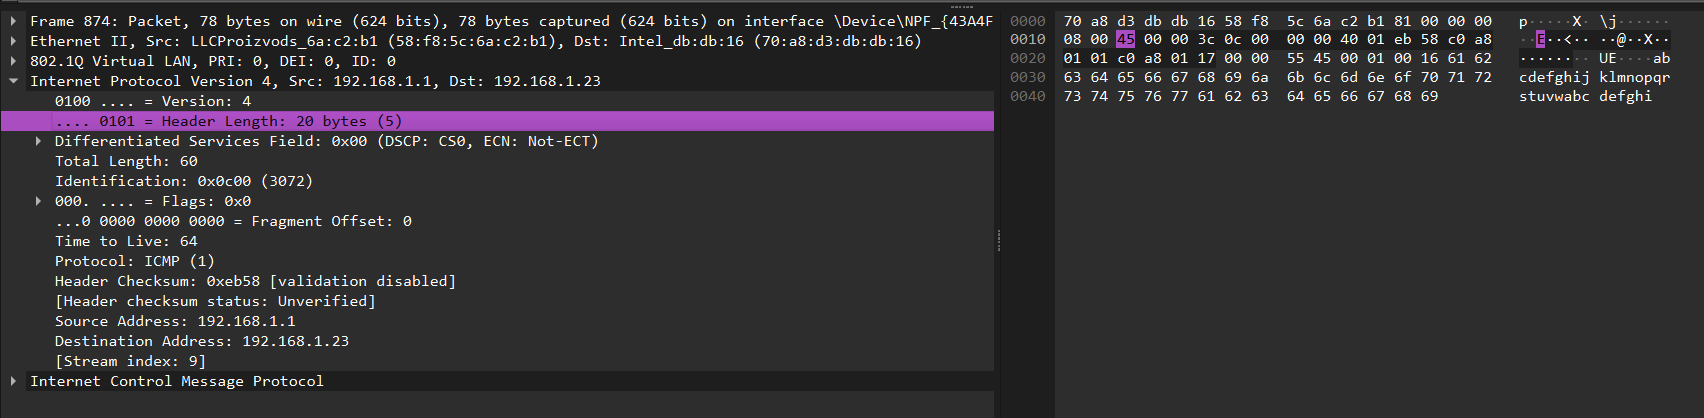 Frame 874: Packet, 78 bytes on wire (624 bits), 78 bytes captured (624 bits) on interface \Device\NPF_{43A4F
Ethernet II, Src: LLCProizvods_6a:c2:b1 (58:f8:5c:6a:c2:b1), Dst: Intel_db:db:16 (70:a8:d3:db:db:16)
802.1Q Virtual LAN, PRI: 0, DEI: 0, ID: 0
Internet Protocol Version 4, Src: 192.168.1.1, Dst: 192.168.1.23
0100 .... = Version: 4
.... 0101 = Header Length: 20 bytes (5)
Differentiated Services Field: 0x00 (DSCP: CS0, ECN: Not-ECT)
Total Length: 60
Identification: 0x0c00 (3072)
000. .... = Flags: 0x0
...0 0000 0000 0000 = Fragment Offset: 0
Time to Live: 64
Protocol: ICMP (1)
Header Checksum: 0xeb58 [validation disabled]
[Header checksum status: Unverified]
Source Address: 192.168.1.1
Destination Address: 192.168.1.23
[Stream index: 9]
Internet Control Message Protocol
0000 70 a8 d3 db db 16 58 f8 5c 6a c2 b1 81 00 00 00 p·····X· \j······
0010 08 00 45 00 00 3c 0c 00 00 00 40 01 eb 58 c0 a8 ··E··<·· ··@··X··
0020 01 01 c0 a8 01 17 00 00 55 45 00 01 00 16 61 62 ········ UE····ab
0030 63 64 65 66 67 68 69 6a 6b 6c 6d 6e 6f 70 71 72 cdefghij klmnopqr
0040 73 74 75 76 77 61 62 63 64 65 66 67 68 69 stuvwabc defghi